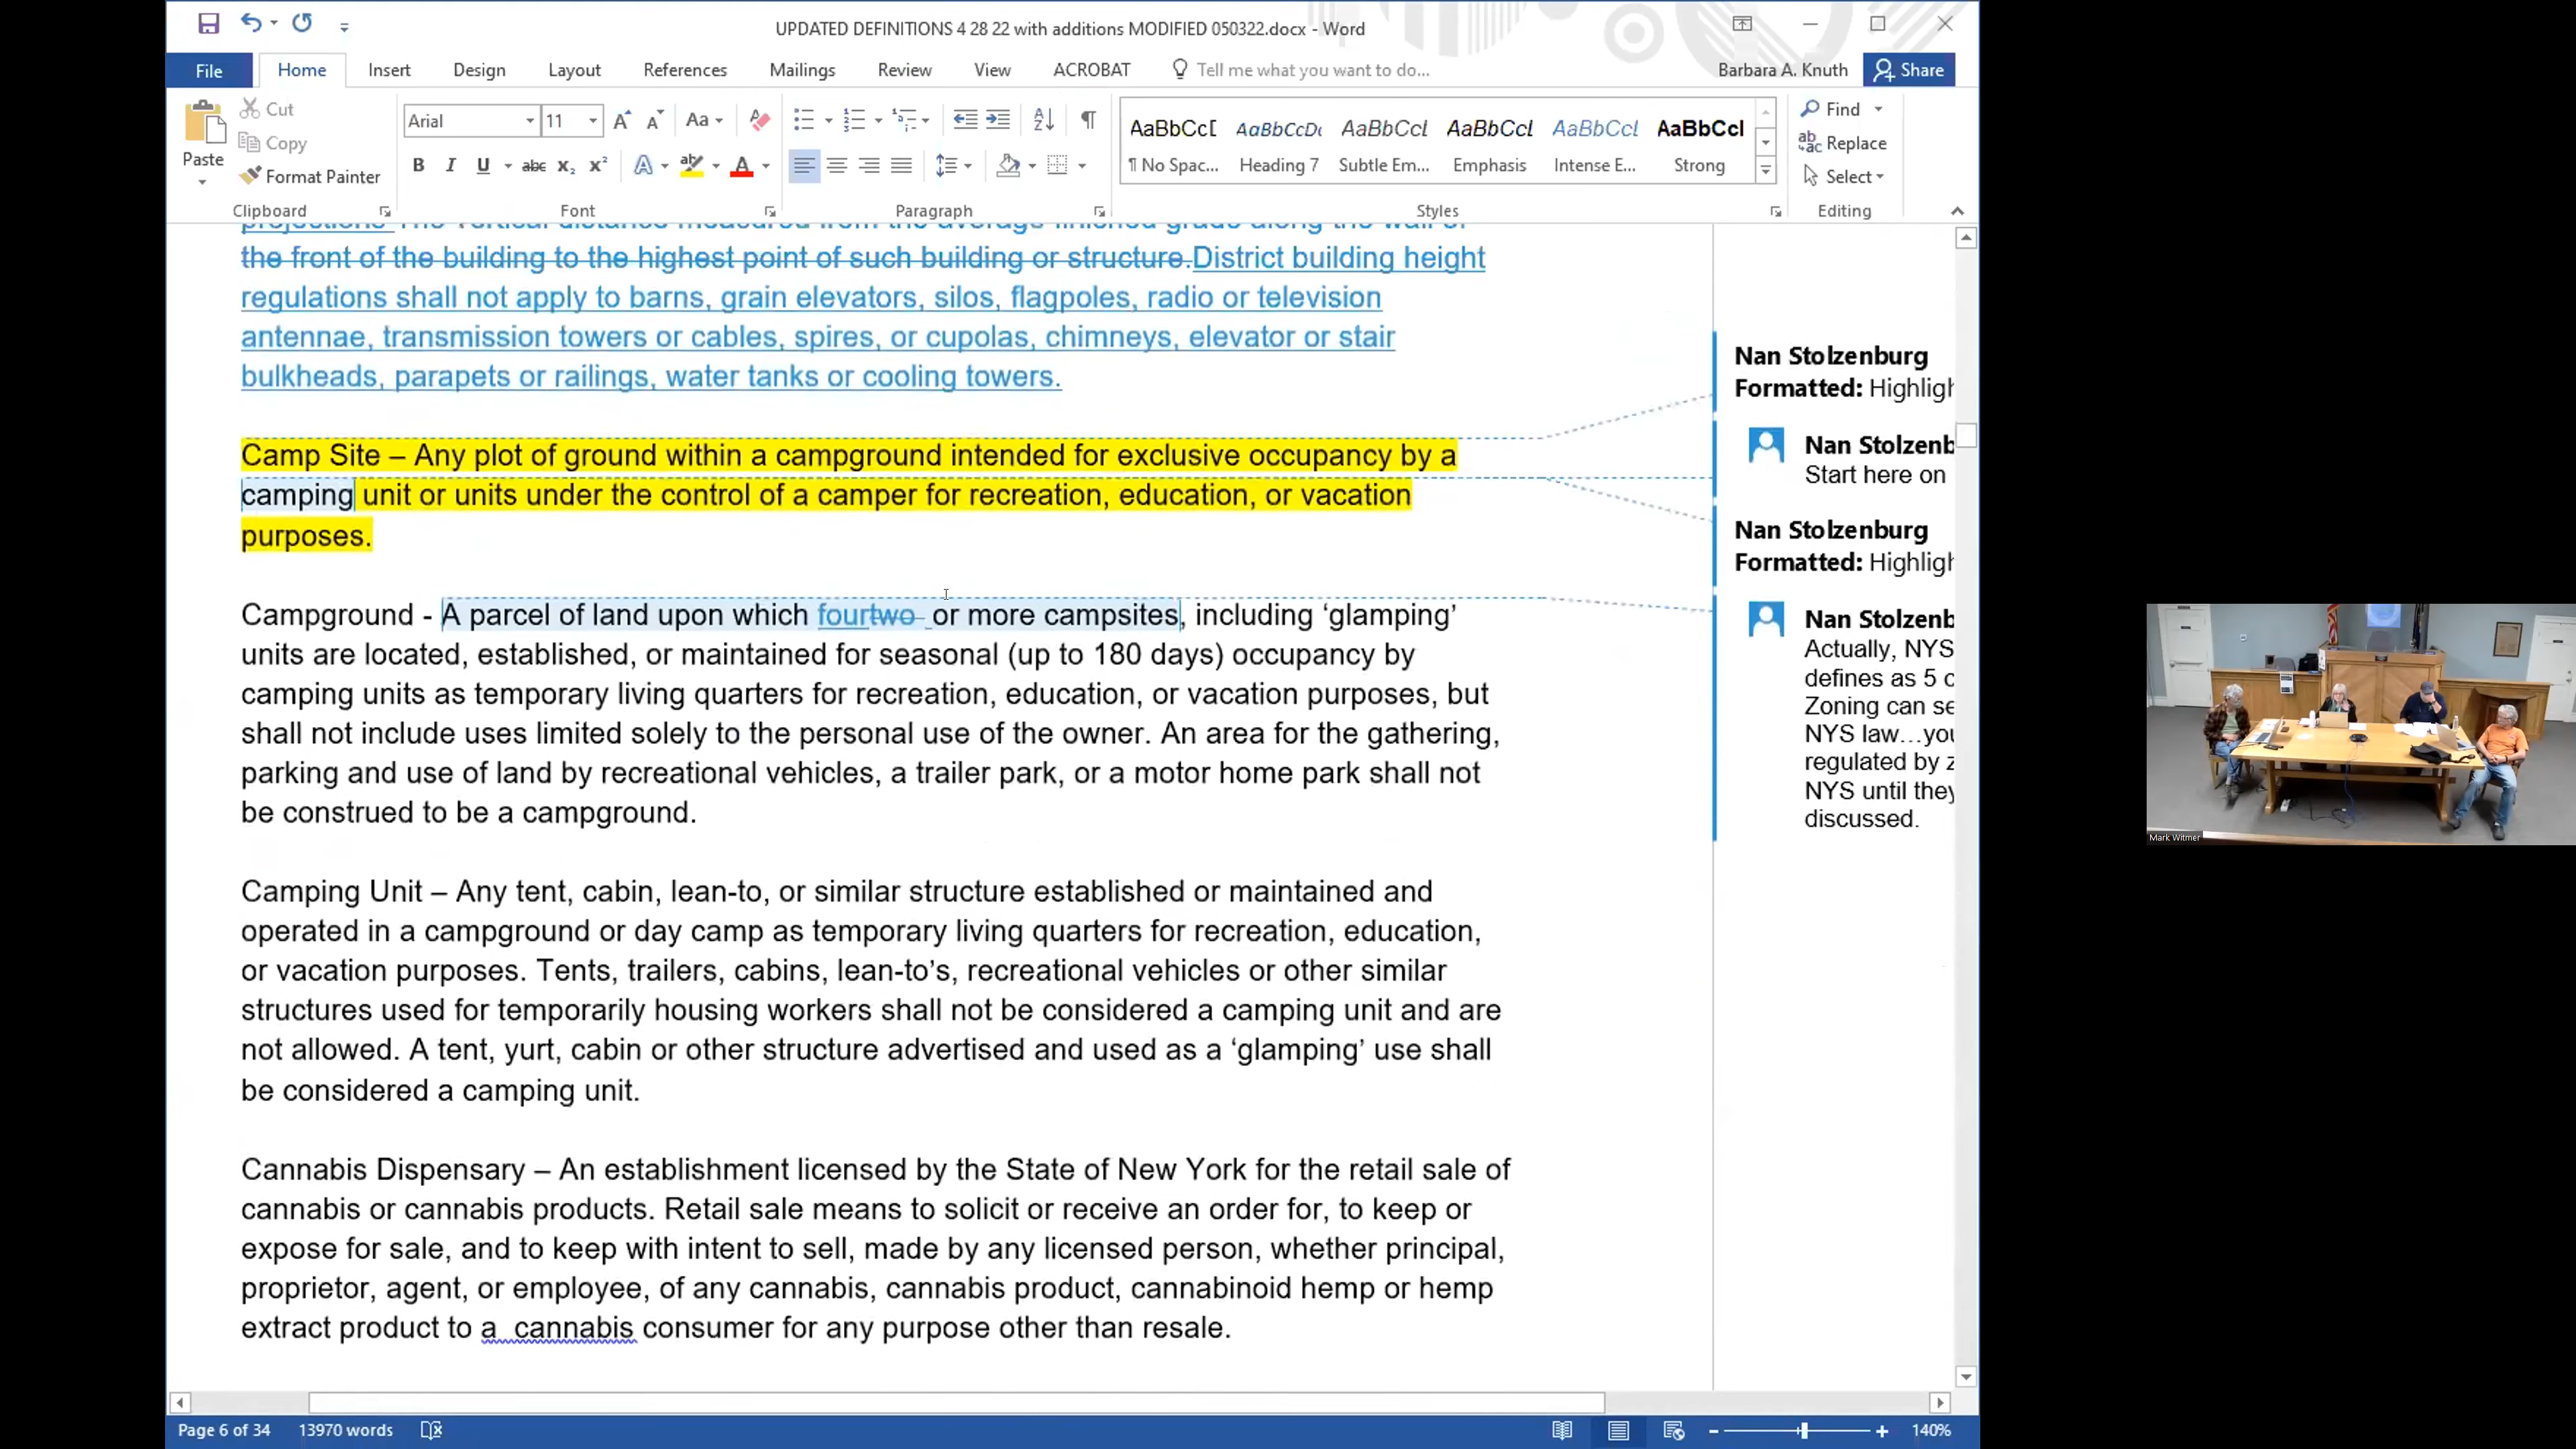 UPDATED DEFINITIONS 4 28 22 with additions MODIFIED 050322.docx - Word
File Home Insert Design Layout References Mailings Review View ACROBAT Tell me what you want to do... Barbara A. Knuth Share
Paste Cut Copy Format Painter
Arial 11
B I U abc x₂ x²
AaBbCcD AaBbCcDc AaBbCcL AaBbCcL AaBbCcL AaBbCcl
¶ No Spac... Heading 7 Subtle Em... Emphasis Intense E... Strong
Find
Replace
Select
Clipboard Font Paragraph Styles Editing
projections The vertical distance measured from the average finished grade along the wall of
the front of the building to the highest point of such building or structure.District building height
regulations shall not apply to barns, grain elevators, silos, flagpoles, radio or television
antennae, transmission towers or cables, spires, or cupolas, chimneys, elevator or stair
bulkheads, parapets or railings, water tanks or cooling towers.
Camp Site – Any plot of ground within a campground intended for exclusive occupancy by a
camping unit or units under the control of a camper for recreation, education, or vacation
purposes.
Campground - A parcel of land upon which fourtwo or more campsites, including ‘glamping’
units are located, established, or maintained for seasonal (up to 180 days) occupancy by
camping units as temporary living quarters for recreation, education, or vacation purposes, but
shall not include uses limited solely to the personal use of the owner. An area for the gathering,
parking and use of land by recreational vehicles, a trailer park, or a motor home park shall not
be construed to be a campground.
Camping Unit – Any tent, cabin, lean-to, or similar structure established or maintained and
operated in a campground or day camp as temporary living quarters for recreation, education,
or vacation purposes. Tents, trailers, cabins, lean-to’s, recreational vehicles or other similar
structures used for temporarily housing workers shall not be considered a camping unit and are
not allowed. A tent, yurt, cabin or other structure advertised and used as a ‘glamping’ use shall
be considered a camping unit.
Cannabis Dispensary – An establishment licensed by the State of New York for the retail sale of
cannabis or cannabis products. Retail sale means to solicit or receive an order for, to keep or
expose for sale, and to keep with intent to sell, made by any licensed person, whether principal,
proprietor, agent, or employee, of any cannabis, cannabis product, cannabinoid hemp or hemp
extract product to a cannabis consumer for any purpose other than resale.
Nan Stolzenburg
Formatted: Highligh
Nan Stolzenb
Start here on
Nan Stolzenburg
Formatted: Highligh
Nan Stolzenb
Actually, NYS
defines as 5 o
Zoning can se
NYS law…you
regulated by z
NYS until they
discussed.
Page 6 of 34 13970 words 140%
Mark Witmer